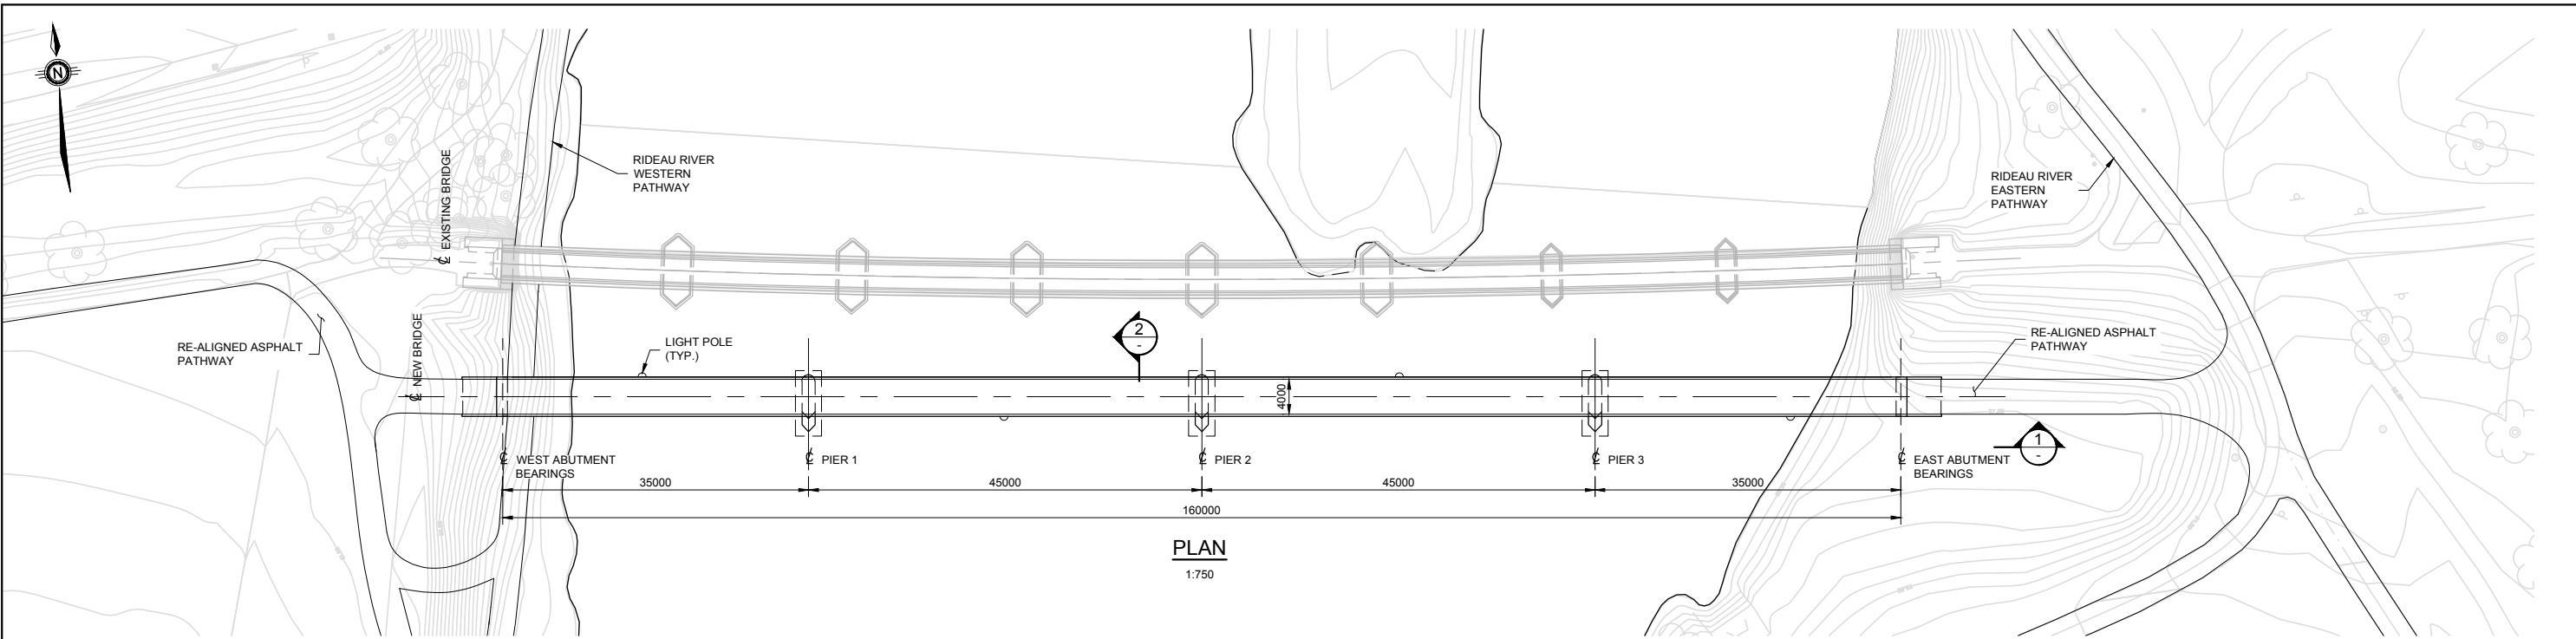 N
RIDEAU RIVER
WESTERN
PATHWAY
℄ EXISTING BRIDGE
RIDEAU RIVER
EASTERN
PATHWAY
RE-ALIGNED ASPHALT
PATHWAY
℄ NEW BRIDGE
LIGHT POLE
(TYP.)
2
-
RE-ALIGNED ASPHALT
PATHWAY
4000
℄ WEST ABUTMENT
BEARINGS
℄ PIER 1
℄ PIER 2
℄ PIER 3
℄ EAST ABUTMENT
BEARINGS
1
-
35000
45000
45000
35000
160000
PLAN
1:750